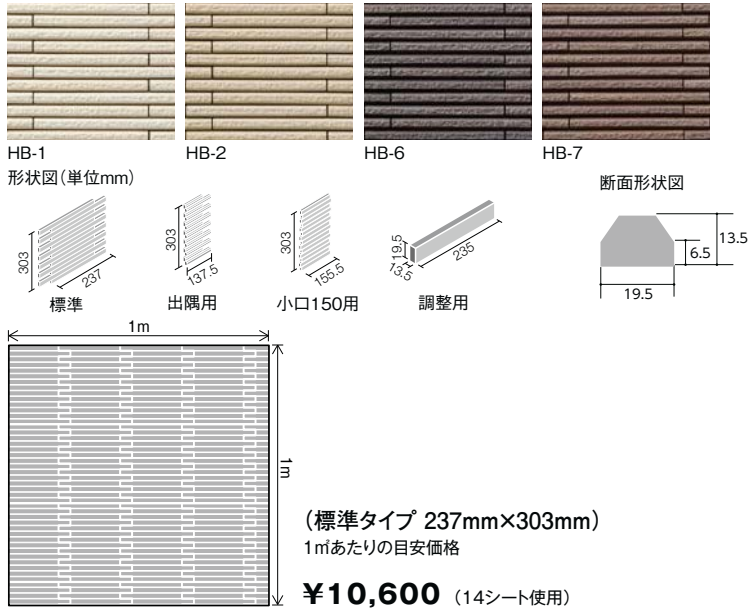 HB-1
HB-2
HB-6
HB-7
形状図(単位mm)
断面形状図
303
237
標準
303
137.5
出隅用
303
155.5
小口150用
19.5
13.5
235
調整用
13.5
6.5
19.5
1m
1m
(標準タイプ 237mm×303mm)
1㎡あたりの目安価格
¥10,600 (14シート使用)